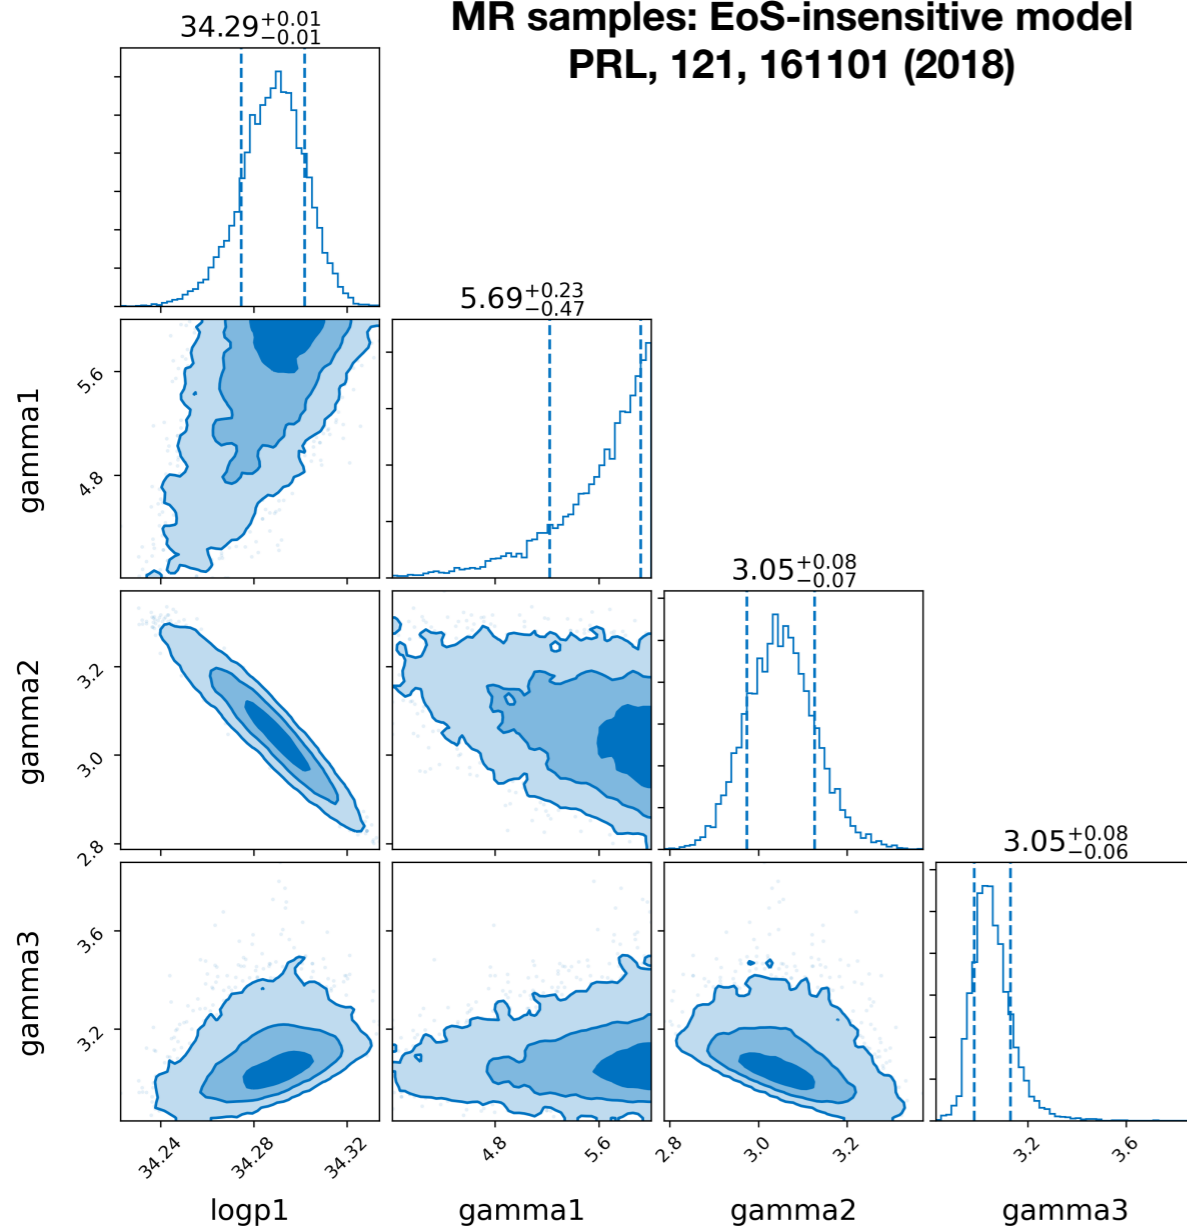 MR samples: EoS-insensitive model
PRL, 121, 161101 (2018)
34.29+0.01−0.01
5.69+0.23−0.47
3.05+0.08−0.07
3.05+0.08−0.06
gamma1
5.6
4.8
gamma2
3.2
3.0
2.8
gamma3
3.6
3.2
34.24 34.28 34.32
4.8 5.6
2.8 3.0 3.2
3.2 3.6
logp1 gamma1 gamma2 gamma3